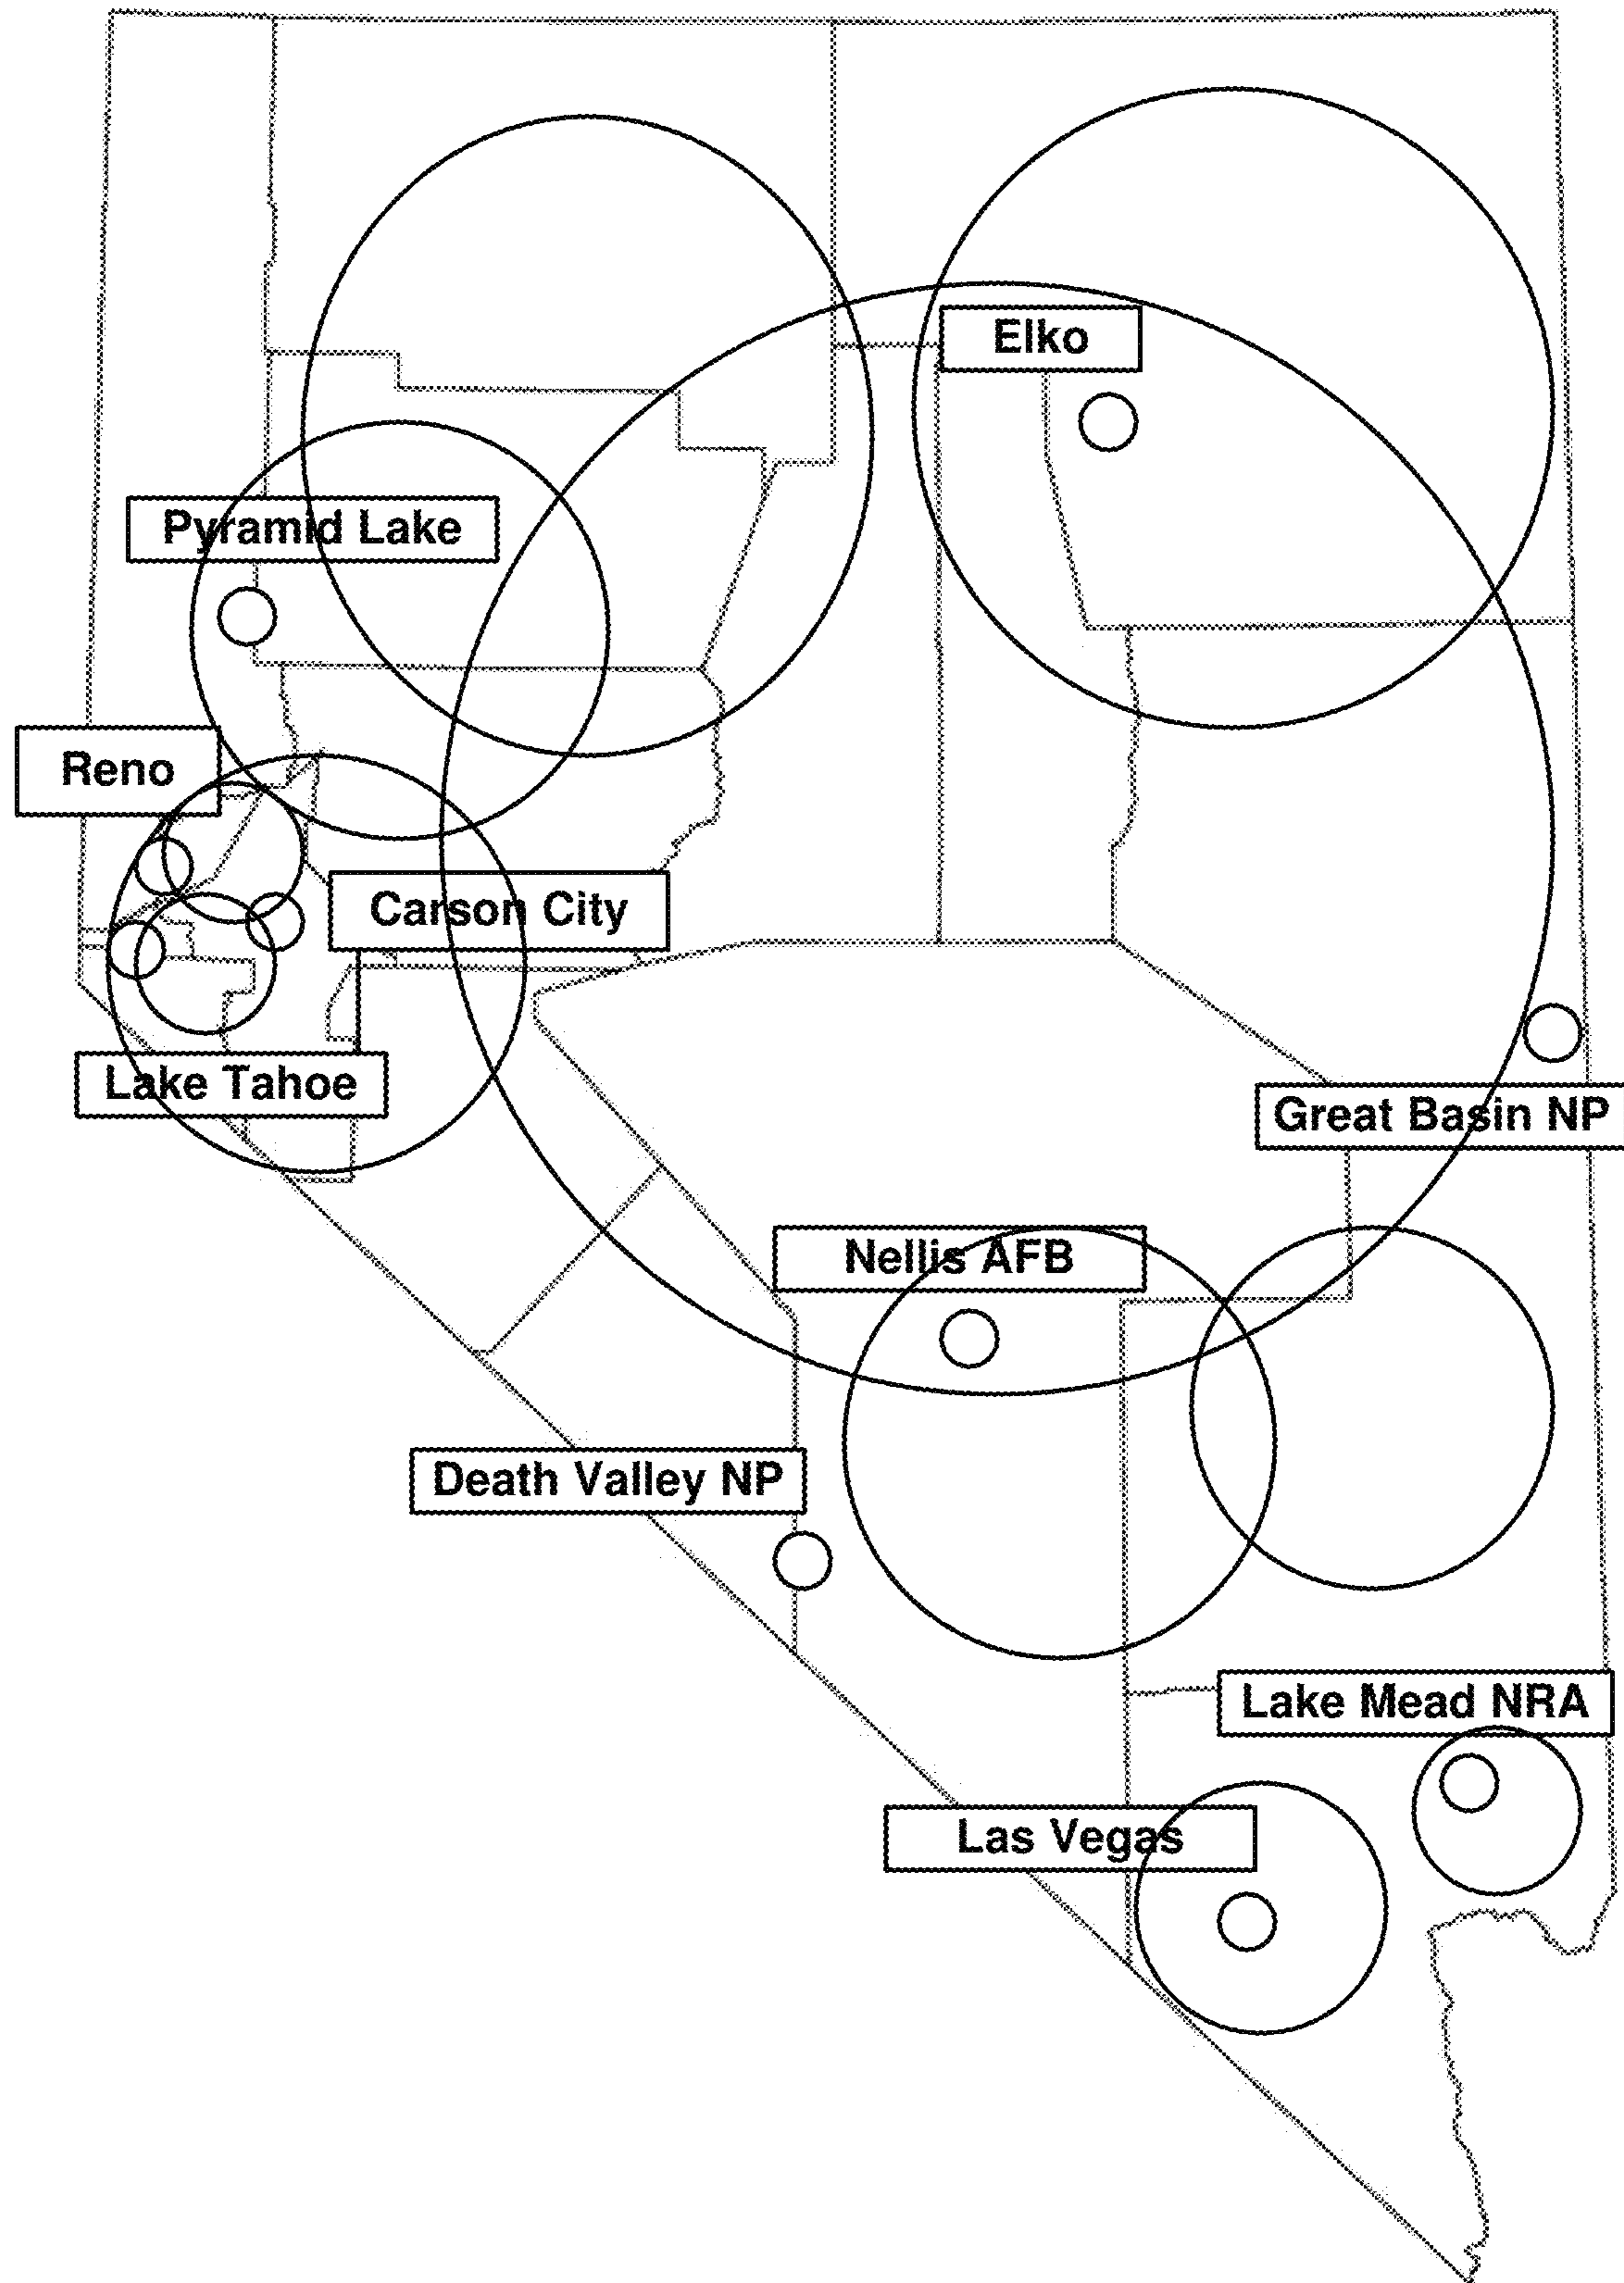 Elko
Pyramid Lake
Reno
Carson City
Lake Tahoe
Great Basin NP
Nellis AFB
Death Valley NP
Lake Mead NRA
Las Vegas